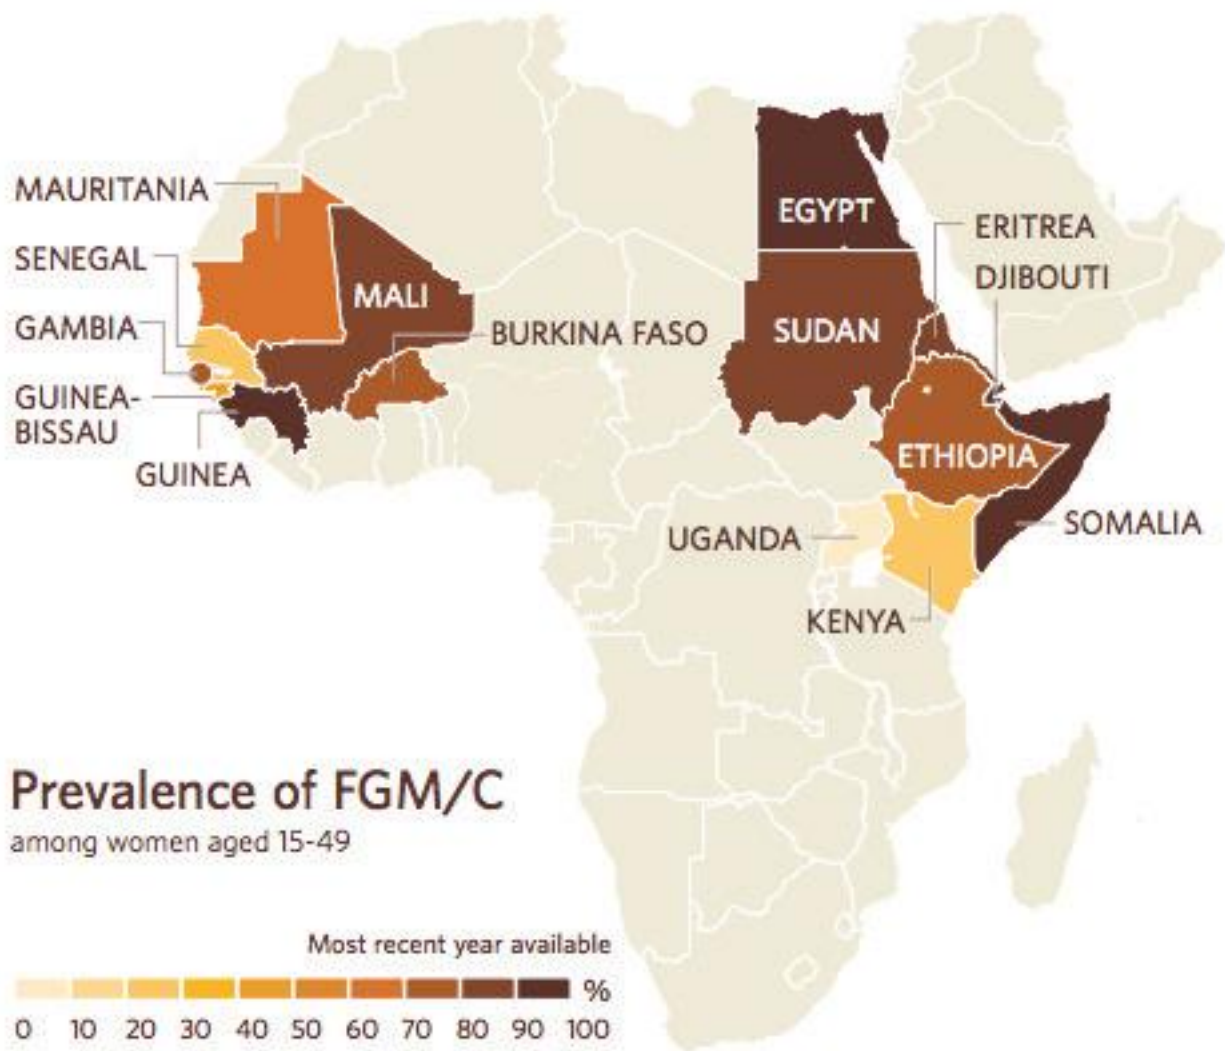 MAURITANIA
SENEGAL
GAMBIA
GUINEA-
BISSAU
GUINEA
MALI
BURKINA FASO
EGYPT
SUDAN
ERITREA
DJIBOUTI
ETHIOPIA
SOMALIA
UGANDA
KENYA
Prevalence of FGM/C
among women aged 15-49
Most recent year available
%
0 10 20 30 40 50 60 70 80 90 100